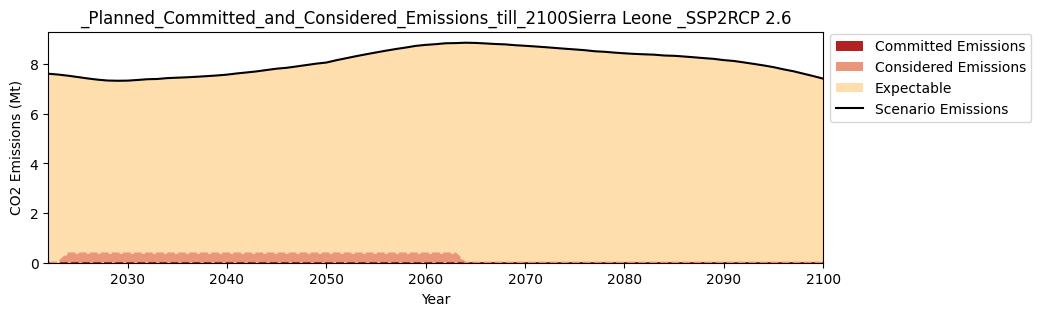 _Planned_Committed_and_Considered_Emissions_till_2100Sierra Leone _SSP2RCP 2.6
CO2 Emissions (Mt)
8
6
4
2
0
2030 2040 2050 2060 2070 2080 2090 2100
Year
Committed Emissions
Considered Emissions
Expectable
Scenario Emissions